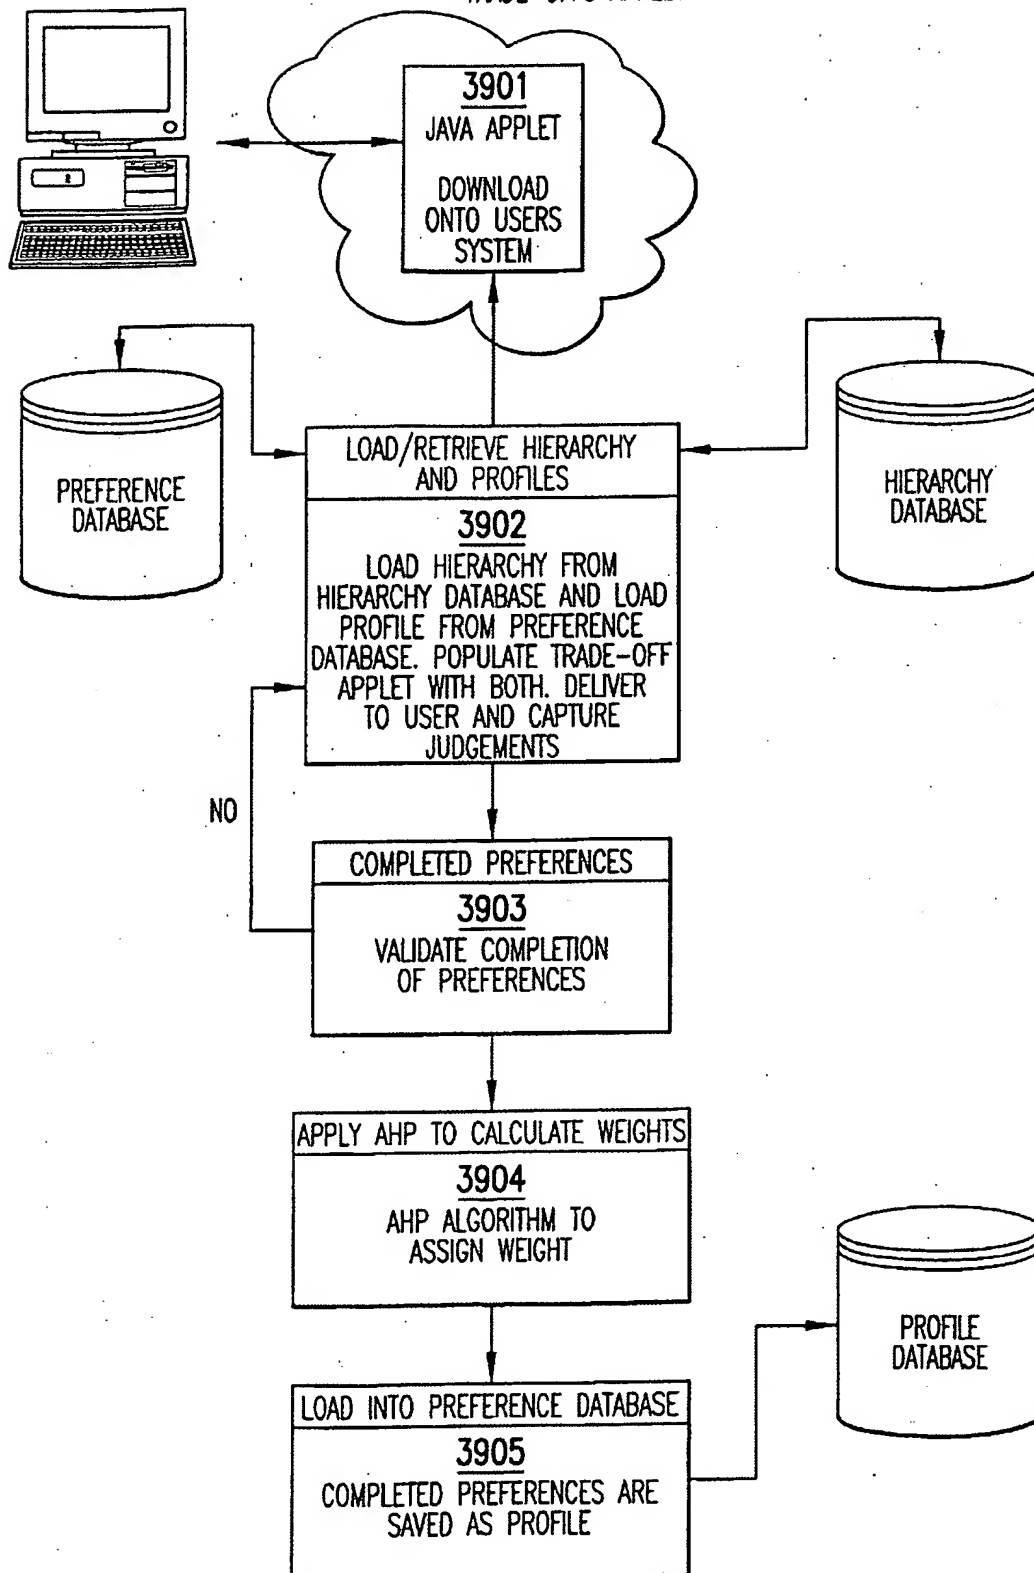 3901
JAVA APPLET
DOWNLOAD
ONTO USERS
SYSTEM
PREFERENCE
DATABASE
HIERARCHY
DATABASE
LOAD/RETRIEVE HIERARCHY
AND PROFILES
3902
LOAD HIERARCHY FROM
HIERARCHY DATABASE AND LOAD
PROFILE FROM PREFERENCE
DATABASE. POPULATE TRADE-OFF
APPLET WITH BOTH. DELIVER
TO USER AND CAPTURE
JUDGEMENTS
NO
COMPLETED PREFERENCES
3903
VALIDATE COMPLETION
OF PREFERENCES
APPLY AHP TO CALCULATE WEIGHTS
3904
AHP ALGORITHM TO
ASSIGN WEIGHT
PROFILE
DATABASE
LOAD INTO PREFERENCE DATABASE
3905
COMPLETED PREFERENCES ARE
SAVED AS PROFILE